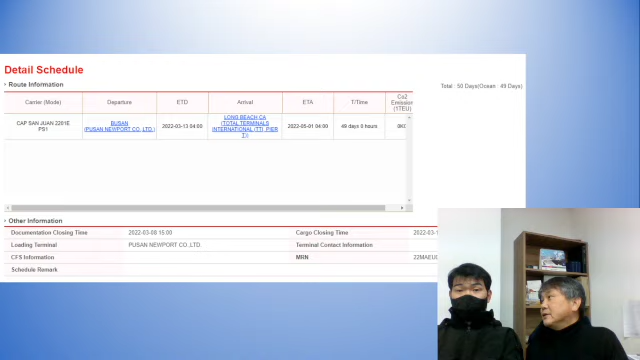 Detail Schedule
Route Information
Total : 50 Days(Ocean : 49 Days)
Carrier (Mode) Departure ETD Arrival ETA T/Time Co2 Emission (1TEU)
CAP SAN JUAN 2201E PS1
BUSAN (PUSAN NEWPORT CO, LTD.)
2022-03-13 04:00
LONG BEACH CA (TOTAL TERMINALS INTERNATIONAL (TTI, PIER
2022-05-01 04:00
49 days 0 hours
Other Information
Documentation Closing Time 2022-03-08 15:00 Cargo Closing Time 2022-03-1
Loading Terminal PUSAN NEWPORT CO.,LTD. Terminal Contact Information
CFS Information MRN 22MAEU
Schedule Remark